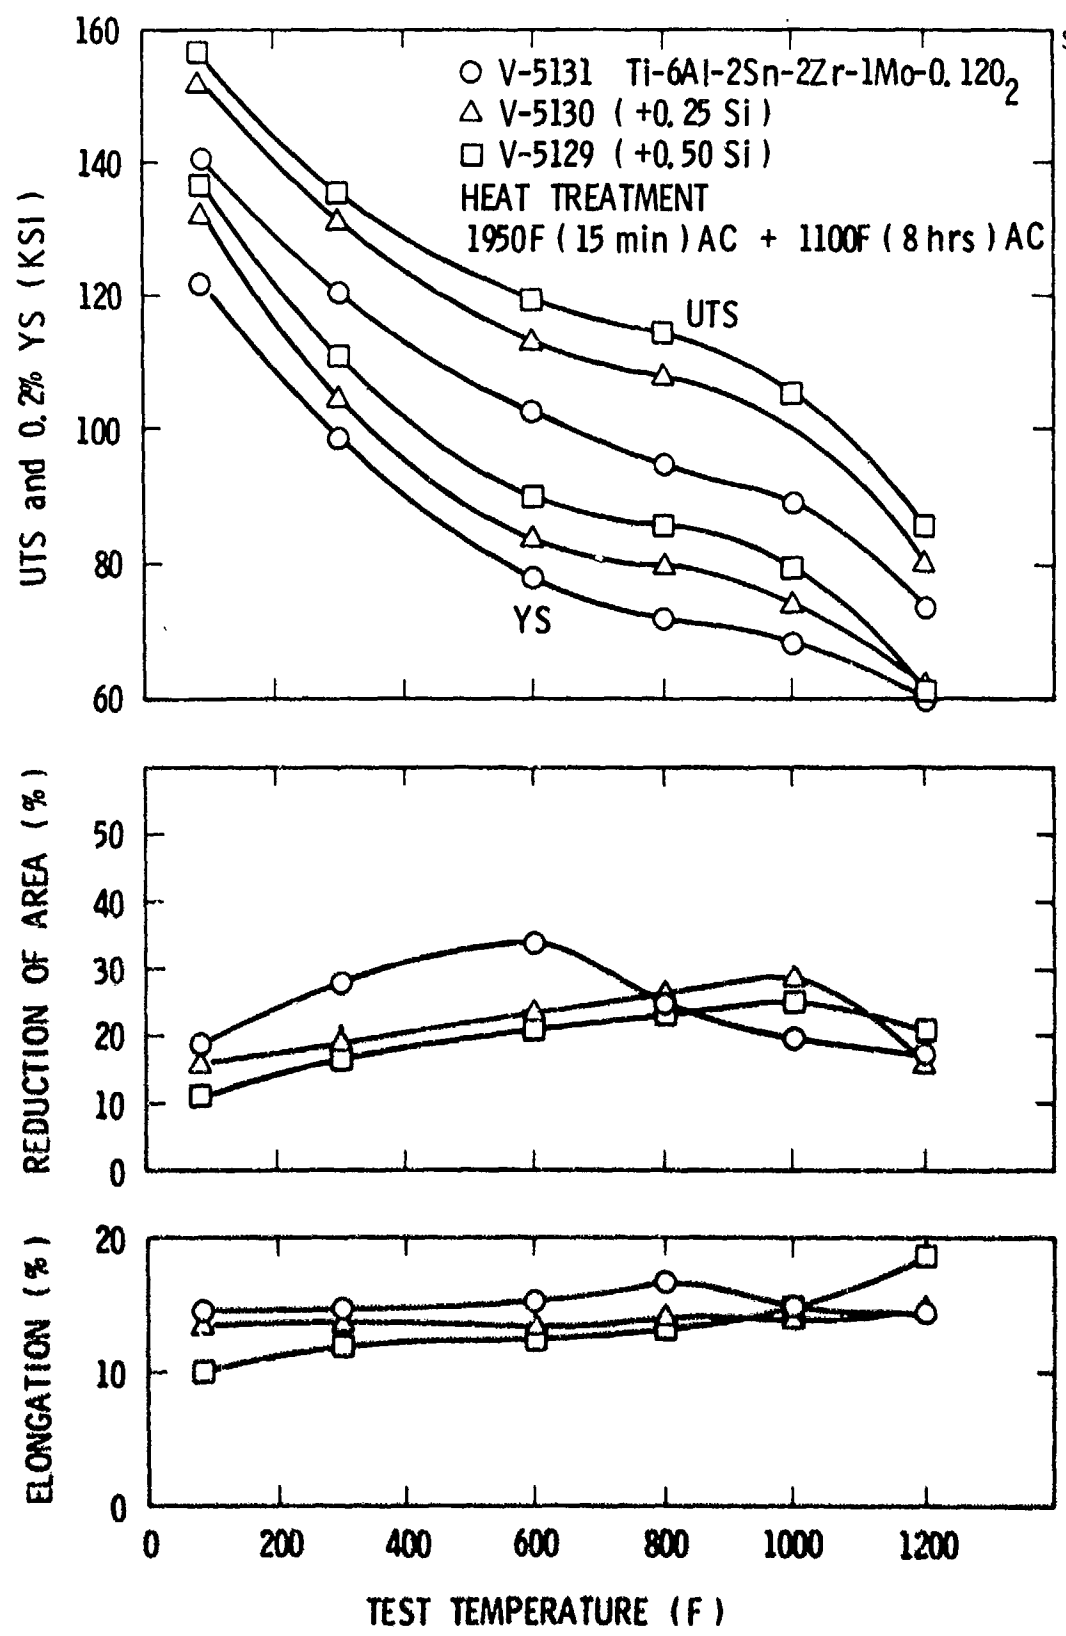 160
140
120
100
80
60
UTS and 0.2% YS (KSI)
O V-5131 Ti-6Al-2Sn-2Zr-1Mo-0.12O2
△ V-5130 (+0.25 Si)
□ V-5129 (+0.50 Si)
HEAT TREATMENT
1950F (15 min) AC + 1100F (8 hrs) AC
UTS
YS
REDUCTION OF AREA (%)
50
40
30
20
10
0
ELONGATION (%)
20
10
0
0 200 400 600 800 1000 1200
TEST TEMPERATURE (F)